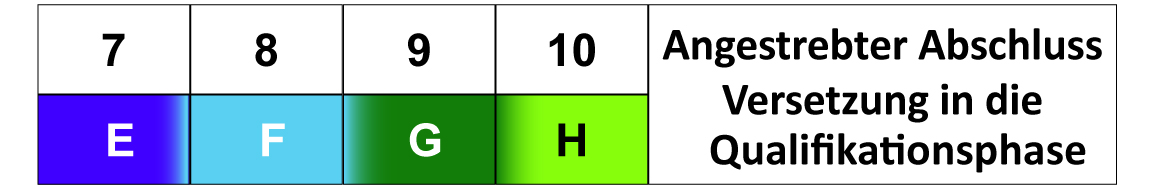 7 8 9 10
E F G H
Angestrebter Abschluss
Versetzung in die
Qualifikationsphase